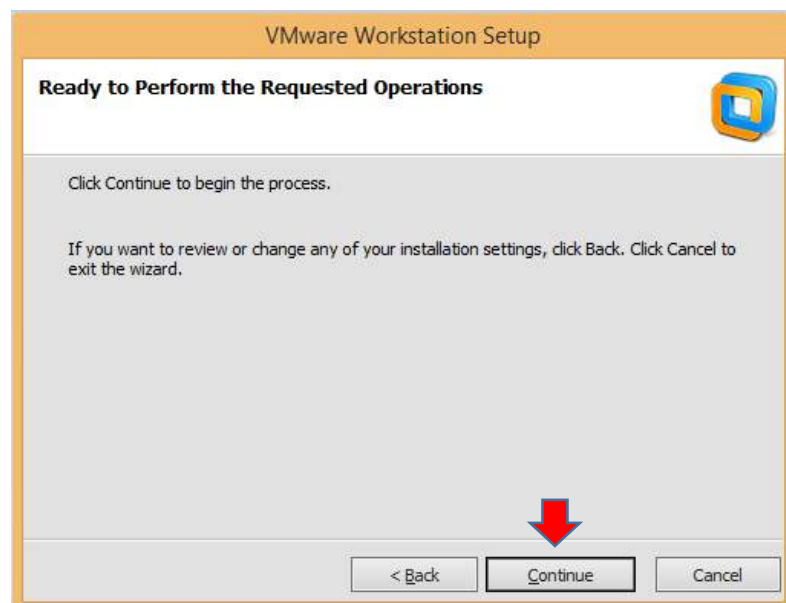 VMware Workstation Setup
Ready to Perform the Requested Operations
Click Continue to begin the process.
If you want to review or change any of your installation settings, click Back. Click Cancel to
exit the wizard.
< Back
Continue
Cancel